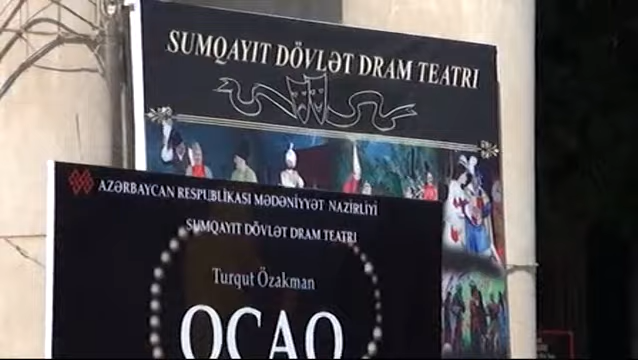 SUMQAYIT DÖVLƏT DRAM TEATRI
AZƏRBAYCAN RESPUBLİKASI MƏDƏNİYYƏT NAZİRLİYİ
SUMQAYIT DÖVLƏT DRAM TEATRI
Turqut Özakman
OCAQ